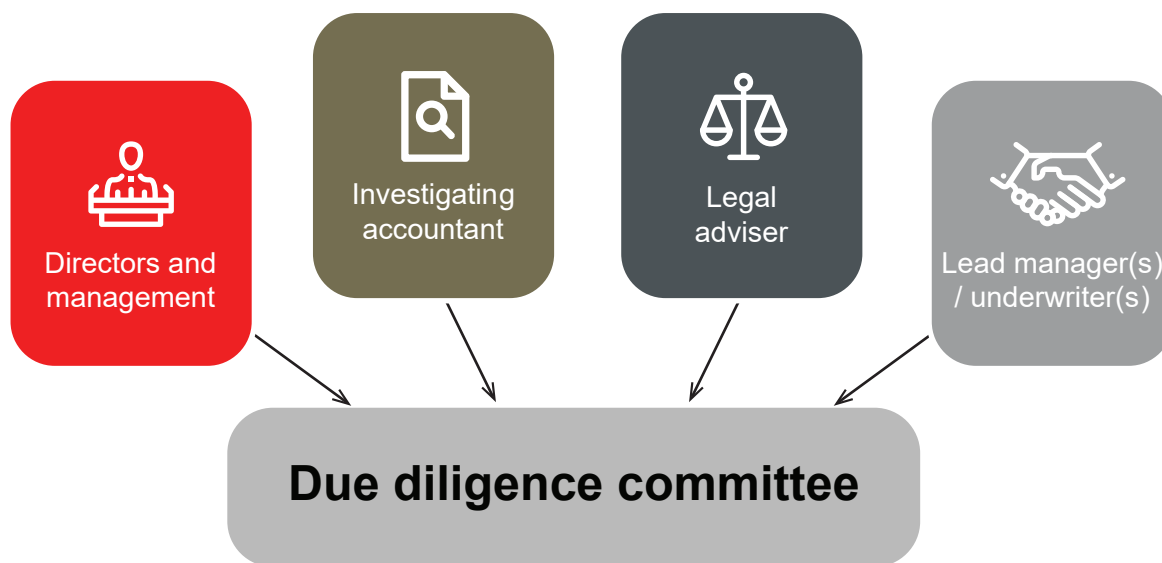 Directors and
management
Investigating
accountant
Legal
adviser
Lead manager(s)
/ underwriter(s)
Due diligence committee